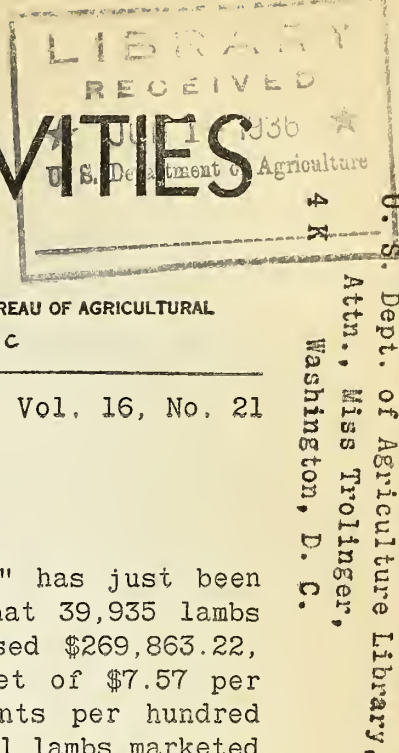 LIBRARY
RECEIVED
1 1936
U. S. Department of Agriculture
VITIES
REAU OF AGRICULTURAL
C
Vol. 16, No. 21
" has just been
hat 39,935 lambs
sed $269,863.22,
et of $7.57 per
nts per hundred
l lambs marketed
U. S. Dept. of Agriculture Library,
Attn., Miss Trolinger,
Washington, D. C.
4 K